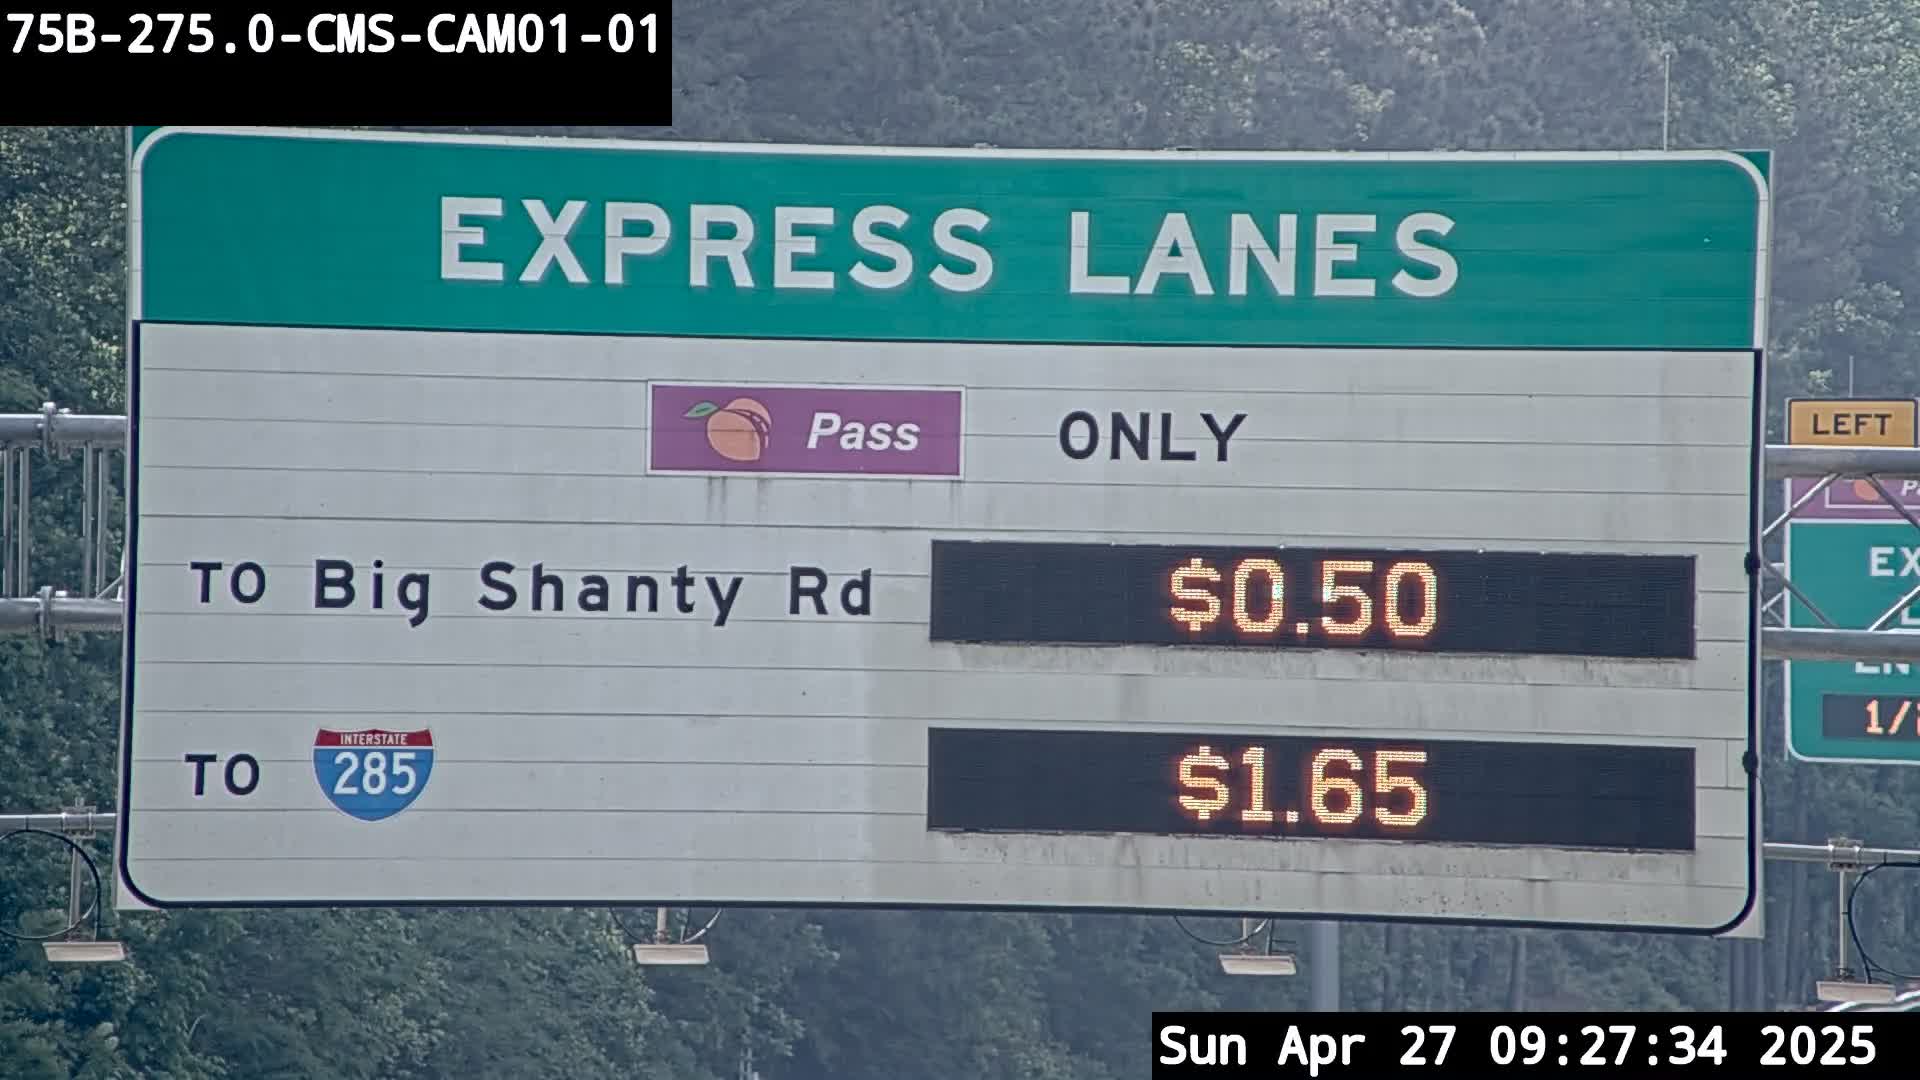 75B-275.0-CMS-CAM01-01
EXPRESS LANES
Pass ONLY
TO Big Shanty Rd $0.50
TO INTERSTATE 285 $1.65
LEFT
1/
Sun Apr 27 09:27:34 2025